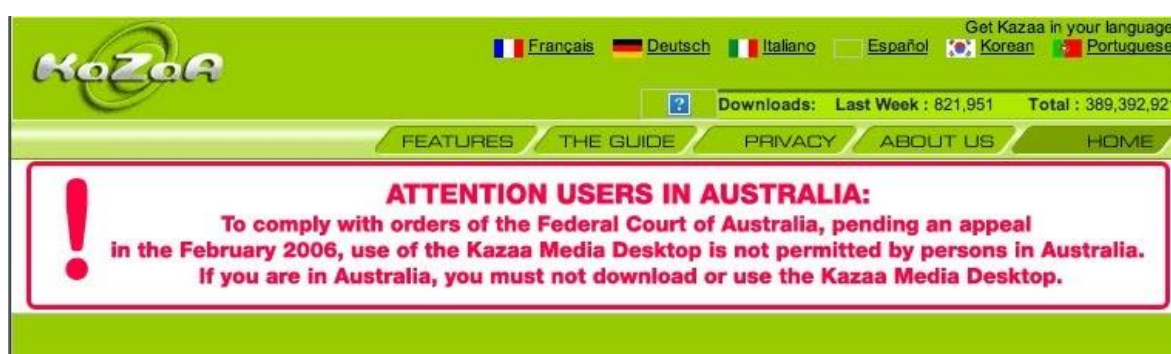 Get Kazaa in your language
Français Deutsch Italiano Español Korean Portuguese
KaZaA
? Downloads: Last Week : 821,951 Total : 389,392,92
FEATURES THE GUIDE PRIVACY ABOUT US HOME
! ATTENTION USERS IN AUSTRALIA:
To comply with orders of the Federal Court of Australia, pending an appeal
in the February 2006, use of the Kazaa Media Desktop is not permitted by persons in Australia.
If you are in Australia, you must not download or use the Kazaa Media Desktop.